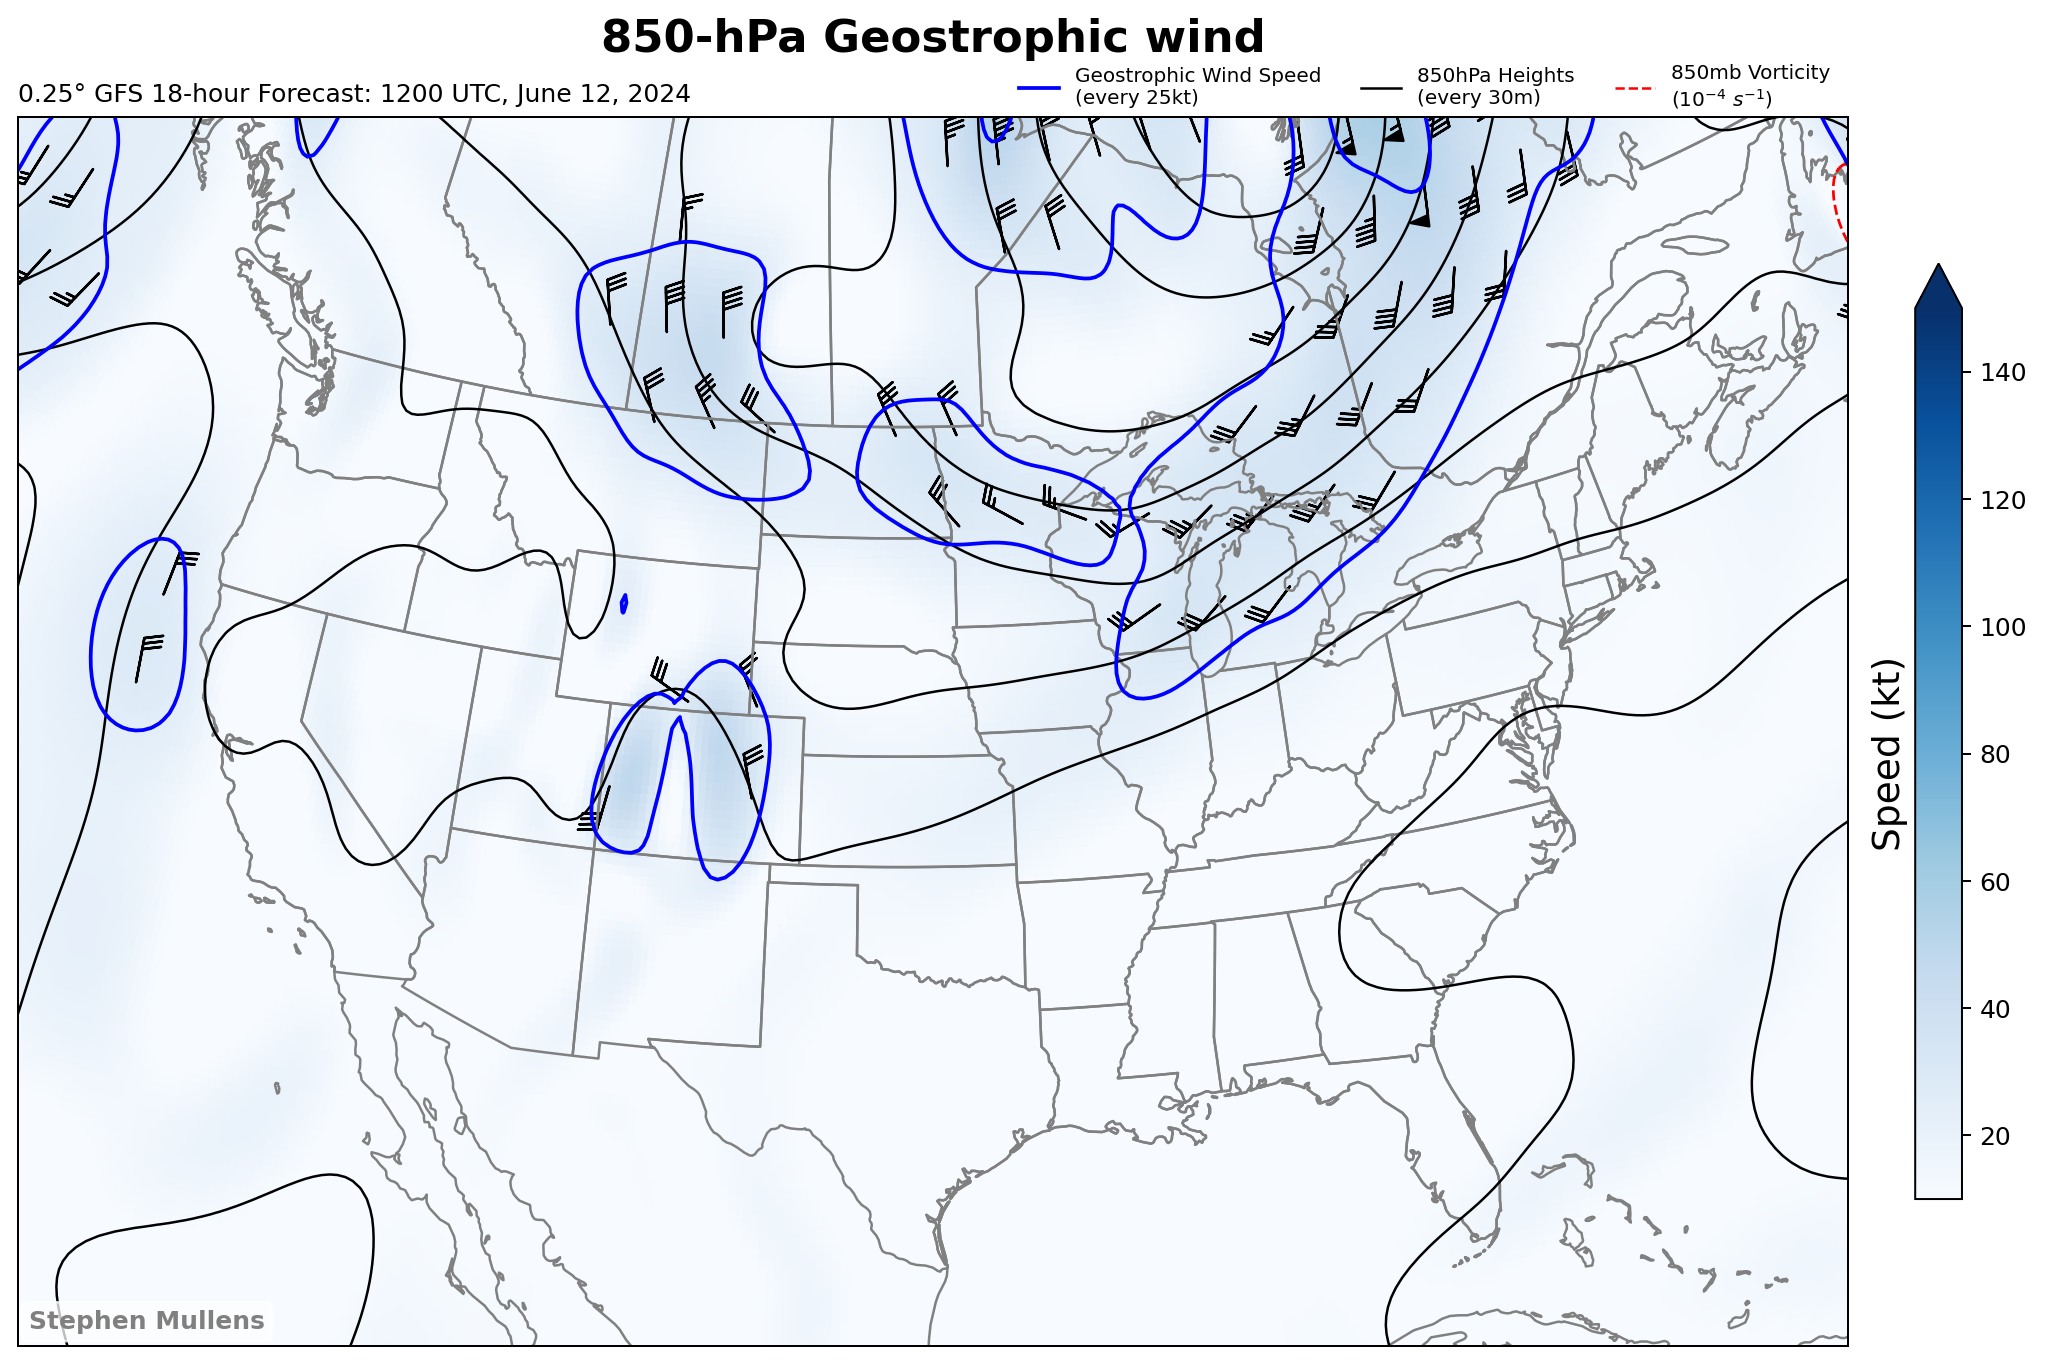 850-hPa Geostrophic wind
0.25° GFS 18-hour Forecast: 1200 UTC, June 12, 2024
Geostrophic Wind Speed
(every 25kt)
850hPa Heights
(every 30m)
850mb Vorticity
(10⁻⁴ s⁻¹)
140
120
100
80
60
40
20
Speed (kt)
Stephen Mullens